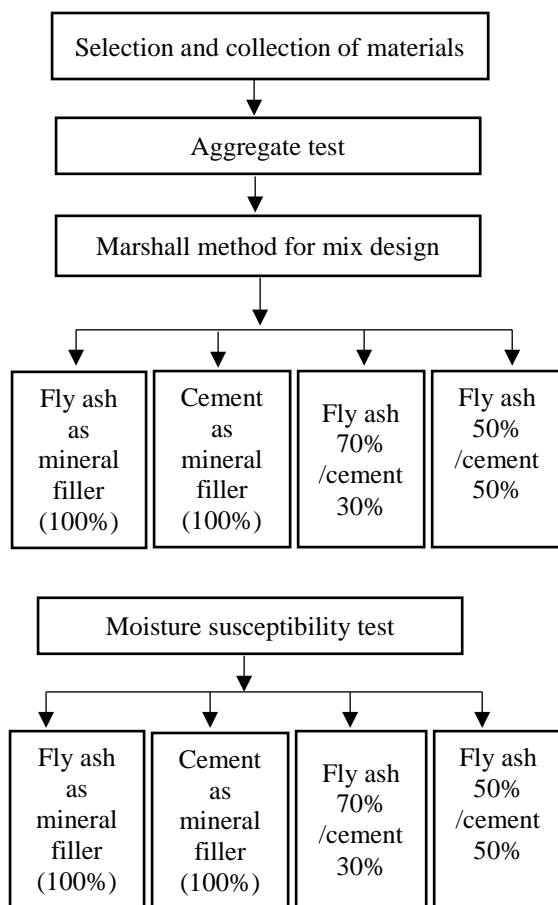 Selection and collection of materials
Aggregate test
Marshall method for mix design
Fly ash
as
mineral
filler
(100%)
Cement
as
mineral
filler
(100%)
Fly ash
70%
/cement
30%
Fly ash
50%
/cement
50%
Moisture susceptibility test
Fly ash
as
mineral
filler
(100%)
Cement
as
mineral
filler
(100%)
Fly ash
70%
/cement
30%
Fly ash
50%
/cement
50%